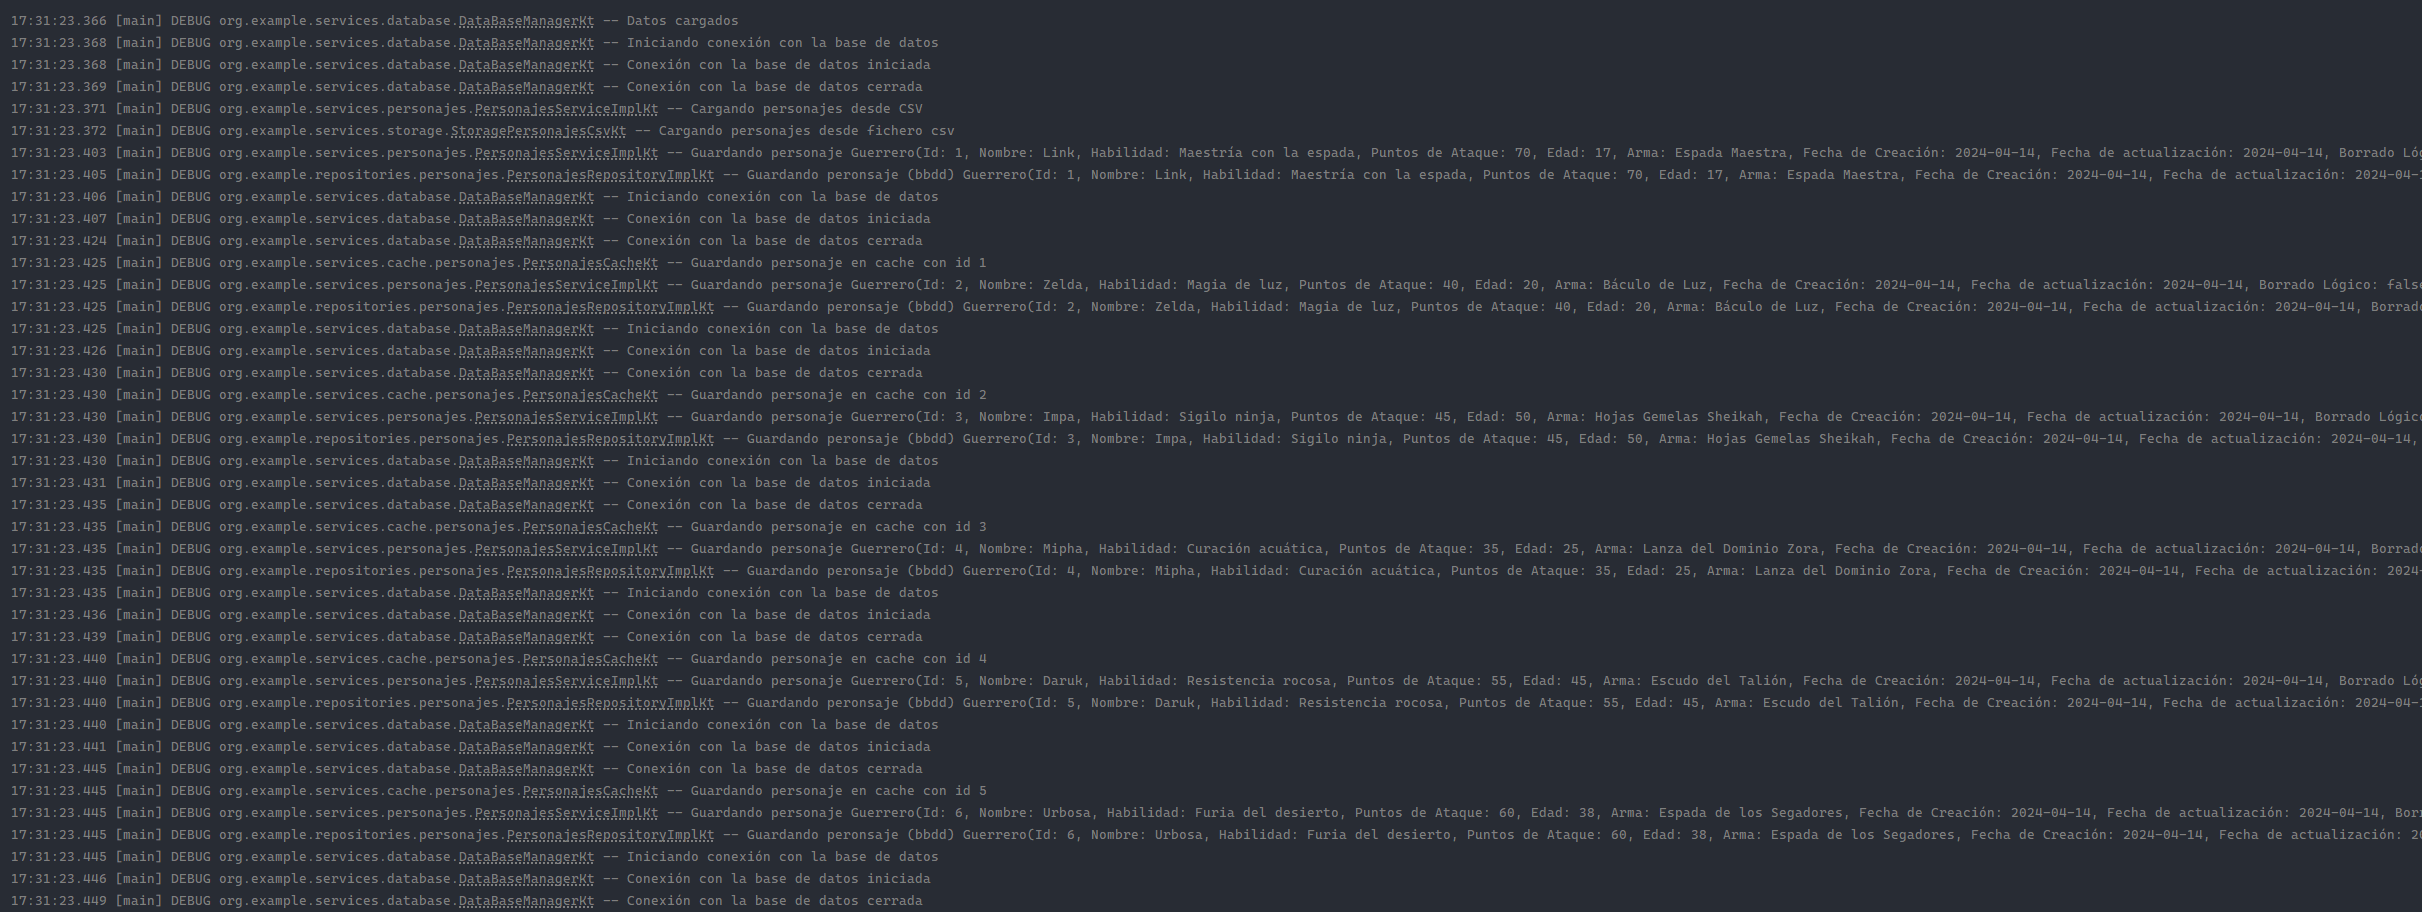 17:31:23.366 [main] DEBUG org.example.services.database.DataBaseManagerKt -- Datos cargados
17:31:23.368 [main] DEBUG org.example.services.database.DataBaseManagerKt -- Iniciando conexión con la base de datos
17:31:23.368 [main] DEBUG org.example.services.database.DataBaseManagerKt -- Conexión con la base de datos iniciada
17:31:23.369 [main] DEBUG org.example.services.database.DataBaseManagerKt -- Conexión con la base de datos cerrada
17:31:23.371 [main] DEBUG org.example.services.personajes.PersonajesServiceImplKt -- Cargando personajes desde CSV
17:31:23.372 [main] DEBUG org.example.services.storage.StoragePersonajesCsvKt -- Cargando personajes desde fichero csv
17:31:23.403 [main] DEBUG org.example.services.personajes.PersonajesServiceImplKt -- Guardando personaje Guerrero(Id: 1, Nombre: Link, Habilidad: Maestría con la espada, Puntos de Ataque: 70, Edad: 17, Arma: Espada Maestra, Fecha de Creación: 2024-04-14, Fecha de actualización: 2024-04-14, Borrado Lóg
17:31:23.405 [main] DEBUG org.example.repositories.personajes.PersonajesRepositoryImplKt -- Guardando peronsaje (bbdd) Guerrero(Id: 1, Nombre: Link, Habilidad: Maestría con la espada, Puntos de Ataque: 70, Edad: 17, Arma: Espada Maestra, Fecha de Creación: 2024-04-14, Fecha de actualización: 2024-04-1
17:31:23.406 [main] DEBUG org.example.services.database.DataBaseManagerKt -- Iniciando conexión con la base de datos
17:31:23.407 [main] DEBUG org.example.services.database.DataBaseManagerKt -- Conexión con la base de datos iniciada
17:31:23.424 [main] DEBUG org.example.services.database.DataBaseManagerKt -- Conexión con la base de datos cerrada
17:31:23.425 [main] DEBUG org.example.services.cache.personajes.PersonajesCacheKt -- Guardando personaje en cache con id 1
17:31:23.425 [main] DEBUG org.example.services.personajes.PersonajesServiceImplKt -- Guardando personaje Guerrero(Id: 2, Nombre: Zelda, Habilidad: Magia de luz, Puntos de Ataque: 40, Edad: 20, Arma: Báculo de Luz, Fecha de Creación: 2024-04-14, Fecha de actualización: 2024-04-14, Borrado Lógico: false
17:31:23.425 [main] DEBUG org.example.repositories.personajes.PersonajesRepositoryImplKt -- Guardando peronsaje (bbdd) Guerrero(Id: 2, Nombre: Zelda, Habilidad: Magia de luz, Puntos de Ataque: 40, Edad: 20, Arma: Báculo de Luz, Fecha de Creación: 2024-04-14, Fecha de actualización: 2024-04-14, Borrado
17:31:23.425 [main] DEBUG org.example.services.database.DataBaseManagerKt -- Iniciando conexión con la base de datos
17:31:23.426 [main] DEBUG org.example.services.database.DataBaseManagerKt -- Conexión con la base de datos iniciada
17:31:23.430 [main] DEBUG org.example.services.database.DataBaseManagerKt -- Conexión con la base de datos cerrada
17:31:23.430 [main] DEBUG org.example.services.cache.personajes.PersonajesCacheKt -- Guardando personaje en cache con id 2
17:31:23.430 [main] DEBUG org.example.services.personajes.PersonajesServiceImplKt -- Guardando personaje Guerrero(Id: 3, Nombre: Impa, Habilidad: Sigilo ninja, Puntos de Ataque: 45, Edad: 50, Arma: Hojas Gemelas Sheikah, Fecha de Creación: 2024-04-14, Fecha de actualización: 2024-04-14, Borrado Lógico
17:31:23.430 [main] DEBUG org.example.repositories.personajes.PersonajesRepositoryImplKt -- Guardando peronsaje (bbdd) Guerrero(Id: 3, Nombre: Impa, Habilidad: Sigilo ninja, Puntos de Ataque: 45, Edad: 50, Arma: Hojas Gemelas Sheikah, Fecha de Creación: 2024-04-14, Fecha de actualización: 2024-04-14,
17:31:23.430 [main] DEBUG org.example.services.database.DataBaseManagerKt -- Iniciando conexión con la base de datos
17:31:23.431 [main] DEBUG org.example.services.database.DataBaseManagerKt -- Conexión con la base de datos iniciada
17:31:23.435 [main] DEBUG org.example.services.database.DataBaseManagerKt -- Conexión con la base de datos cerrada
17:31:23.435 [main] DEBUG org.example.services.cache.personajes.PersonajesCacheKt -- Guardando personaje en cache con id 3
17:31:23.435 [main] DEBUG org.example.services.personajes.PersonajesServiceImplKt -- Guardando personaje Guerrero(Id: 4, Nombre: Mipha, Habilidad: Curación acuática, Puntos de Ataque: 35, Edad: 25, Arma: Lanza del Dominio Zora, Fecha de Creación: 2024-04-14, Fecha de actualización: 2024-04-14, Borrado
17:31:23.435 [main] DEBUG org.example.repositories.personajes.PersonajesRepositoryImplKt -- Guardando peronsaje (bbdd) Guerrero(Id: 4, Nombre: Mipha, Habilidad: Curación acuática, Puntos de Ataque: 35, Edad: 25, Arma: Lanza del Dominio Zora, Fecha de Creación: 2024-04-14, Fecha de actualización: 2024-
17:31:23.435 [main] DEBUG org.example.services.database.DataBaseManagerKt -- Iniciando conexión con la base de datos
17:31:23.436 [main] DEBUG org.example.services.database.DataBaseManagerKt -- Conexión con la base de datos iniciada
17:31:23.439 [main] DEBUG org.example.services.database.DataBaseManagerKt -- Conexión con la base de datos cerrada
17:31:23.440 [main] DEBUG org.example.services.cache.personajes.PersonajesCacheKt -- Guardando personaje en cache con id 4
17:31:23.440 [main] DEBUG org.example.services.personajes.PersonajesServiceImplKt -- Guardando personaje Guerrero(Id: 5, Nombre: Daruk, Habilidad: Resistencia rocosa, Puntos de Ataque: 55, Edad: 45, Arma: Escudo del Talión, Fecha de Creación: 2024-04-14, Fecha de actualización: 2024-04-14, Borrado Lóg
17:31:23.440 [main] DEBUG org.example.repositories.personajes.PersonajesRepositoryImplKt -- Guardando peronsaje (bbdd) Guerrero(Id: 5, Nombre: Daruk, Habilidad: Resistencia rocosa, Puntos de Ataque: 55, Edad: 45, Arma: Escudo del Talión, Fecha de Creación: 2024-04-14, Fecha de actualización: 2024-04-1
17:31:23.440 [main] DEBUG org.example.services.database.DataBaseManagerKt -- Iniciando conexión con la base de datos
17:31:23.441 [main] DEBUG org.example.services.database.DataBaseManagerKt -- Conexión con la base de datos iniciada
17:31:23.445 [main] DEBUG org.example.services.database.DataBaseManagerKt -- Conexión con la base de datos cerrada
17:31:23.445 [main] DEBUG org.example.services.cache.personajes.PersonajesCacheKt -- Guardando personaje en cache con id 5
17:31:23.445 [main] DEBUG org.example.services.personajes.PersonajesServiceImplKt -- Guardando personaje Guerrero(Id: 6, Nombre: Urbosa, Habilidad: Furia del desierto, Puntos de Ataque: 60, Edad: 38, Arma: Espada de los Segadores, Fecha de Creación: 2024-04-14, Fecha de actualización: 2024-04-14, Bor
17:31:23.445 [main] DEBUG org.example.repositories.personajes.PersonajesRepositoryImplKt -- Guardando peronsaje (bbdd) Guerrero(Id: 6, Nombre: Urbosa, Habilidad: Furia del desierto, Puntos de Ataque: 60, Edad: 38, Arma: Espada de los Segadores, Fecha de Creación: 2024-04-14, Fecha de actualización: 20
17:31:23.445 [main] DEBUG org.example.services.database.DataBaseManagerKt -- Iniciando conexión con la base de datos
17:31:23.446 [main] DEBUG org.example.services.database.DataBaseManagerKt -- Conexión con la base de datos iniciada
17:31:23.449 [main] DEBUG org.example.services.database.DataBaseManagerKt -- Conexión con la base de datos cerrada